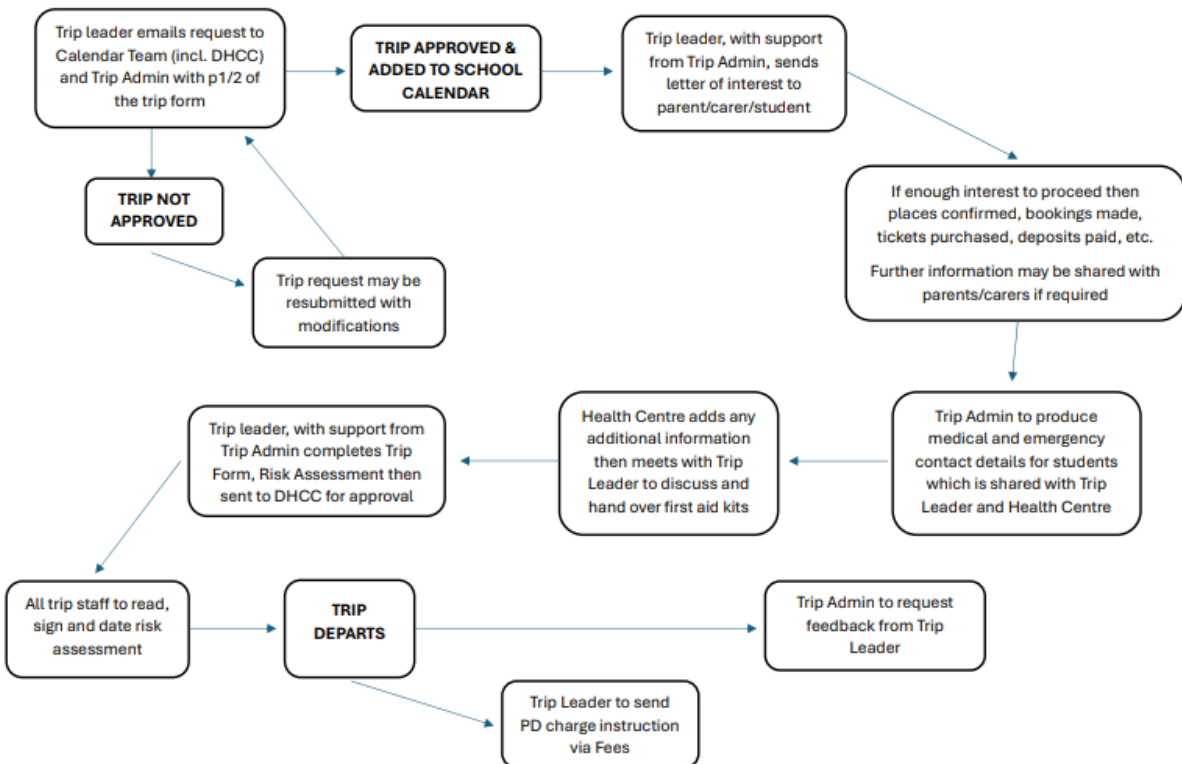 Trip leader emails request to
Calendar Team (incl. DHCC)
and Trip Admin with p1/2 of
the trip form
TRIP APPROVED &
ADDED TO SCHOOL
CALENDAR
Trip leader, with support
from Trip Admin, sends
letter of interest to
parent/carer/student
TRIP NOT
APPROVED
Trip request may be
resubmitted with
modifications
If enough interest to proceed then
places confirmed, bookings made,
tickets purchased, deposits paid, etc.
Further information may be shared with
parents/carers if required
Trip Admin to produce
medical and emergency
contact details for students
which is shared with Trip
Leader and Health Centre
Health Centre adds any
additional information
then meets with Trip
Leader to discuss and
hand over first aid kits
Trip leader, with support from
Trip Admin completes Trip
Form, Risk Assessment then
sent to DHCC for approval
All trip staff to read,
sign and date risk
assessment
TRIP
DEPARTS
Trip Admin to request
feedback from Trip
Leader
Trip Leader to send
PD charge instruction
via Fees